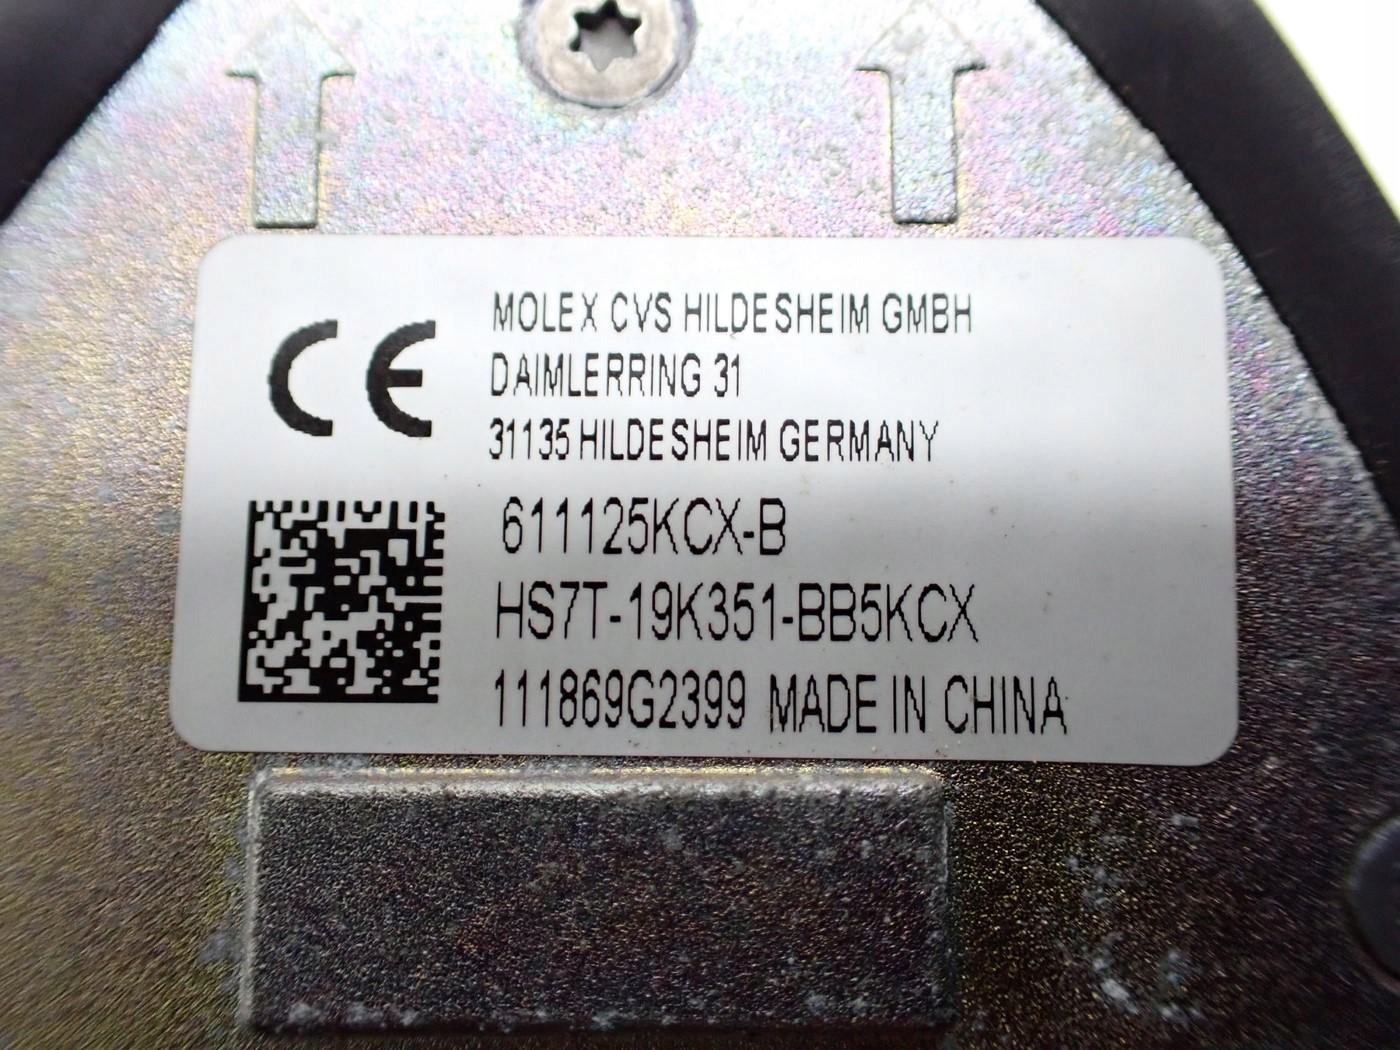 CE
MOLEX CVS HILDESHEIM GMBH
DAIMLERRING 31
31135 HILDESHEIM GERMANY
611125KCX-B
HS7T-19K351-BB5KCX
111869G2399 MADE IN CHINA